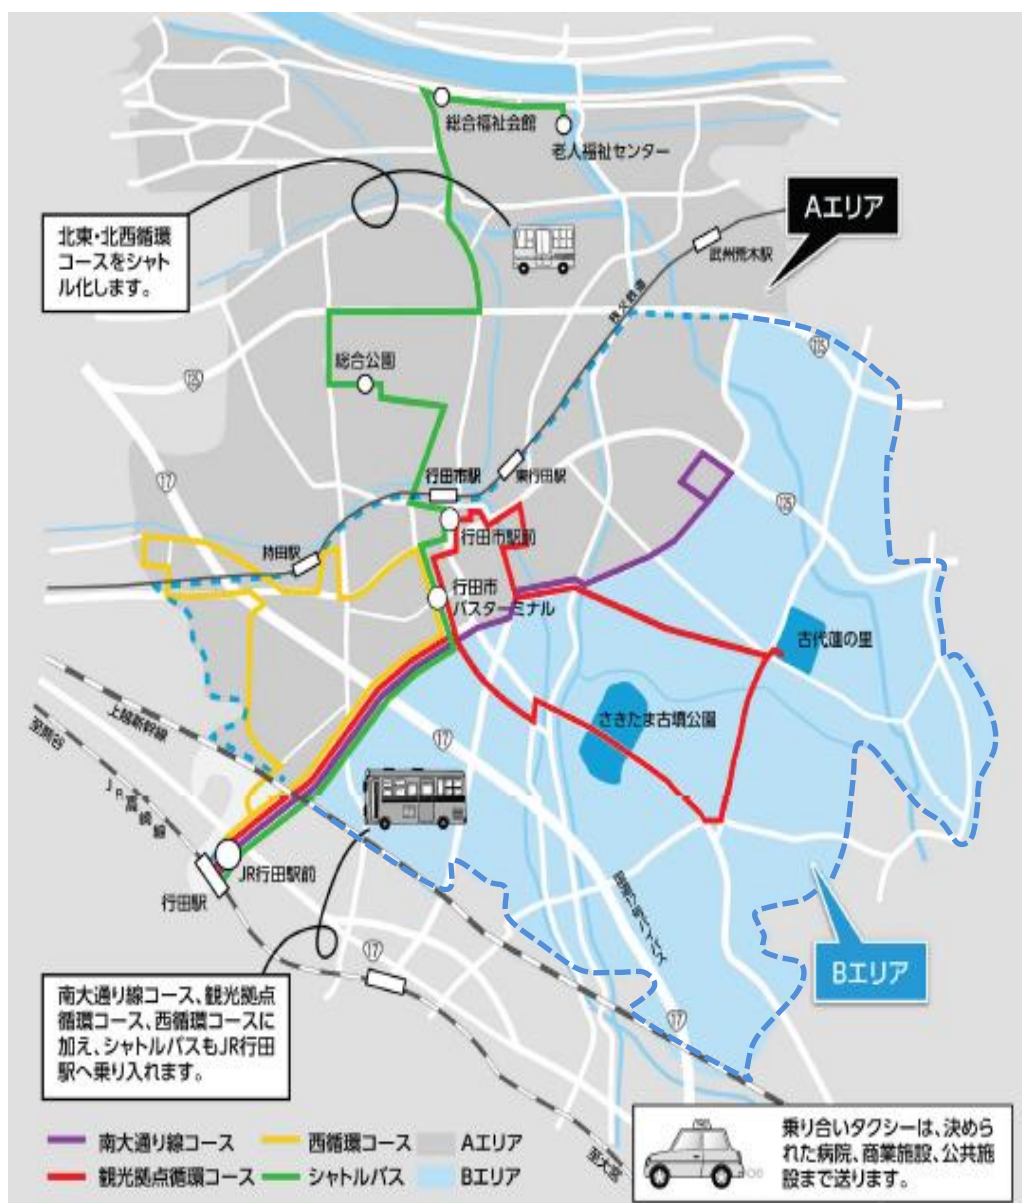 総合福祉会館
老人福祉センター
Aエリア
北東・北西循環
コースをシャト
ル化します。
武州荒木駅
秩父鉄道
125
総合公園
125
17
行田市駅
東行田駅
125
行田市駅前
持田駅
行田市
バスターミナル
古代蓮の里
さきたま古墳公園
上越新幹線
至熊谷
JR高崎線
17
JR行田駅前
行田駅
Bエリア
17
17
南大通り線コース、観光拠点
循環コース、西循環コースに
加え、シャトルバスもJR行田
駅へ乗り入れます。
南大通り線コース
西循環コース
Aエリア
観光拠点循環コース
シャトルバス
Bエリア
至大宮
乗り合いタクシーは、決めら
れた病院、商業施設、公共施
設まで送ります。